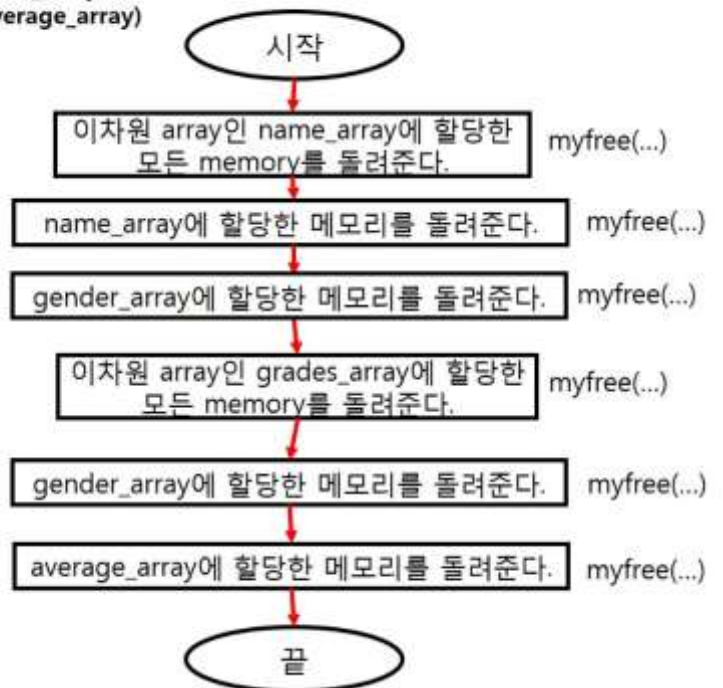 verage_array)
시작
이차원 array인 name_array에 할당한
모든 memory를 돌려준다.
myfree(...)
name_array에 할당한 메모리를 돌려준다.
myfree(...)
gender_array에 할당한 메모리를 돌려준다.
myfree(...)
이차원 array인 grades_array에 할당한
모든 memory를 돌려준다.
myfree(...)
gender_array에 할당한 메모리를 돌려준다.
myfree(...)
average_array에 할당한 메모리를 돌려준다.
myfree(...)
끝